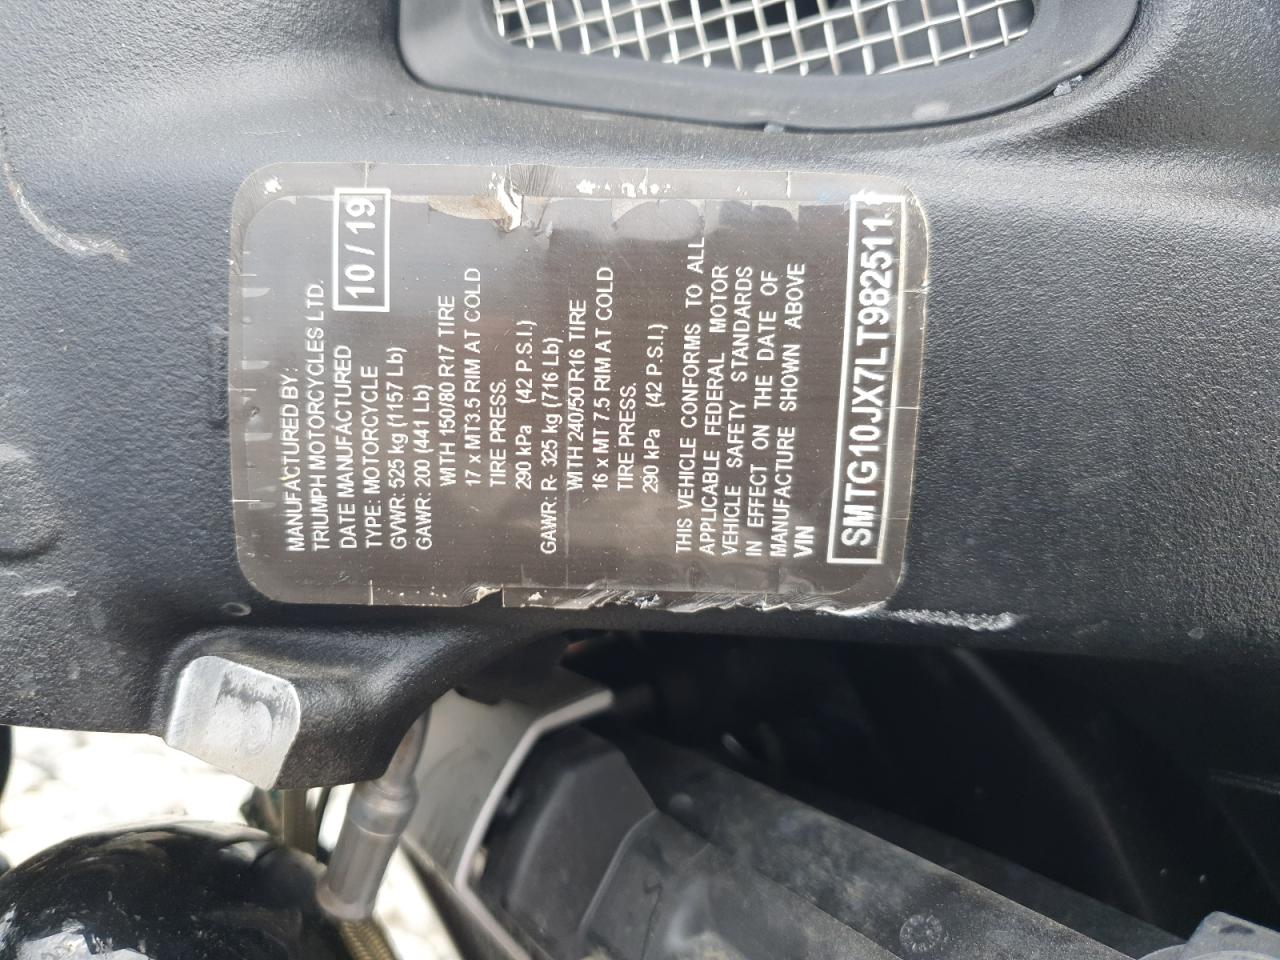 MANUFACTURED BY:
TRIUMPH MOTORCYCLES LTD.
DATE MANUFACTURED 10 / 19
TYPE: MOTORCYCLE
GVWR: 525 kg (1157 Lb)
GAWR: 200 (441 Lb)
WTH 150/80 R17 TIRE
17 x MT3.5 RIM AT COLD
TIRE PRESS.
290 kPa (42 P.S.I.)
GAWR: R- 325 kg (716 Lb)
WTH 240/50 R16 TIRE
16 x MT 7.5 RIM AT COLD
TIRE PRESS.
290 kPa (42 P.S.I.)
THIS VEHICLE CONFORMS TO ALL
APPLICABLE FEDERAL MOTOR
VEHICLE SAFETY STANDARDS
IN EFFECT ON THE DATE OF
MANUFACTURE SHOWN ABOVE
VIN
SMTG10JX7LT982511